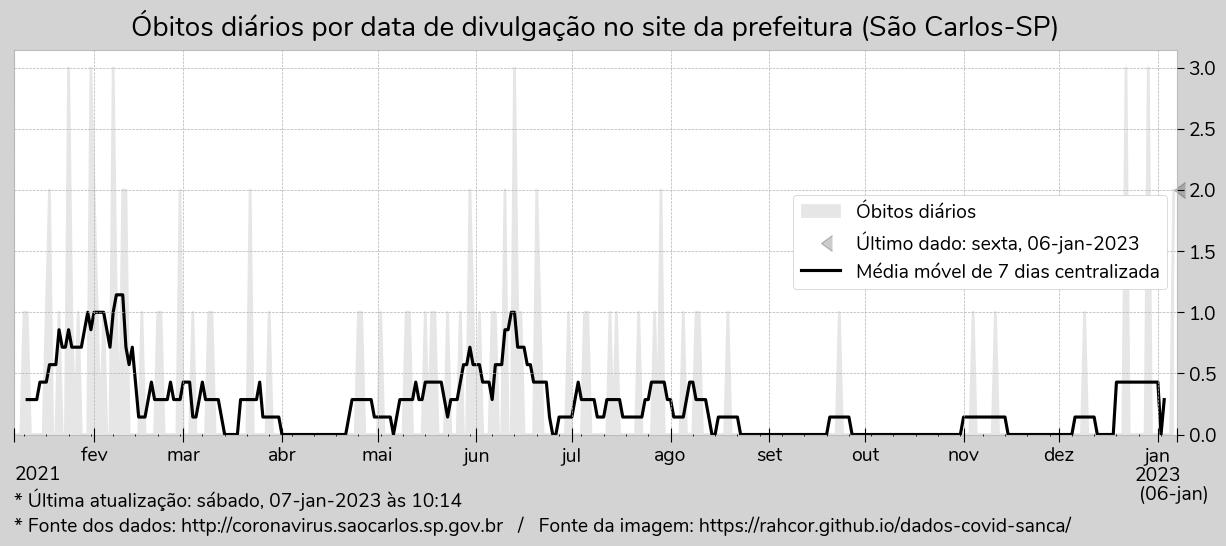 Óbitos diários por data de divulgação no site da prefeitura (São Carlos-SP)
3.0
2.5
2.0
1.5
1.0
0.5
0.0
Óbitos diários
Último dado: sexta, 06-jan-2023
Média móvel de 7 dias centralizada
fev mar abr mai jun jul ago set out nov dez jan
2021 2023
(06-jan)
* Última atualização: sábado, 07-jan-2023 às 10:14
* Fonte dos dados: http://coronavirus.saocarlos.sp.gov.br / Fonte da imagem: https://rahcor.github.io/dados-covid-sanca/